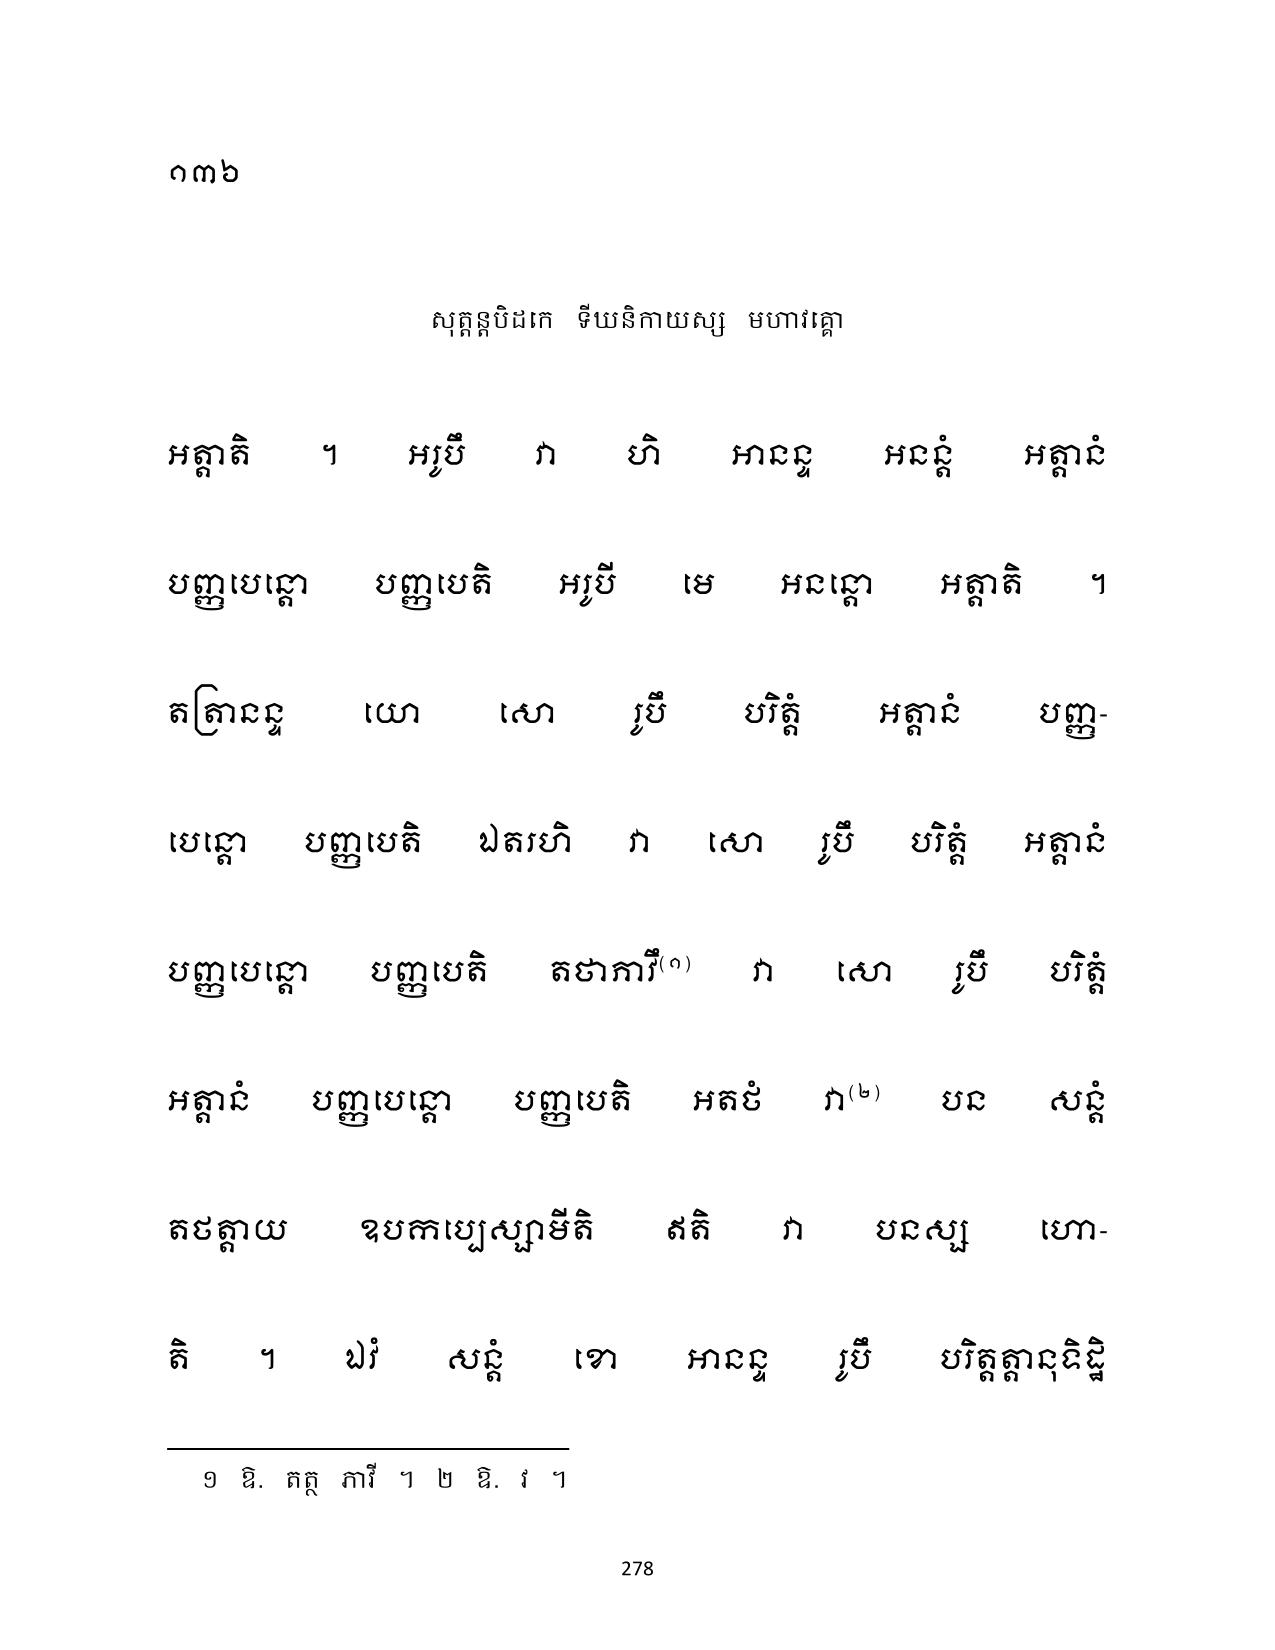 ១៣៦
សុត្តន្តបិដកេ ទីឃនិកាយស្ស មហាវគ្គោ
អត្តាតិ ។ អរូបឹ វា ហិ អានន្ទ អនន្តំ អត្តានំ
បញ្ញបេន្តោ បញ្ញបេតិ អរូបី មេ អនន្តោ អត្តាតិ ។
តត្រានន្ទ យោ សោ រូបឹ បរិត្តំ អត្តានំ បញ្ញ-
បេន្តោ បញ្ញបេតិ ឯតរហិ វា សោ រូបឹ បរិត្តំ អត្តានំ
បញ្ញបេន្តោ បញ្ញបេតិ តថាភាវឹ(១) វា សោ រូបឹ បរិត្តំ
អត្តានំ បញ្ញបេន្តោ បញ្ញបេតិ អតថំ វា(២) បន សន្តំ
តថត្តាយ ឧបកប្បេស្សាមីតិ ឥតិ វា បនស្ស ហោ-
តិ ។ ឯវំ សន្តំ ខោ អានន្ទ រូបឹ បរិត្តត្តានុទិដ្ឋិ
១ ឱ. តត្ថ ភាវី ។ ២ ឱ. វ ។
278